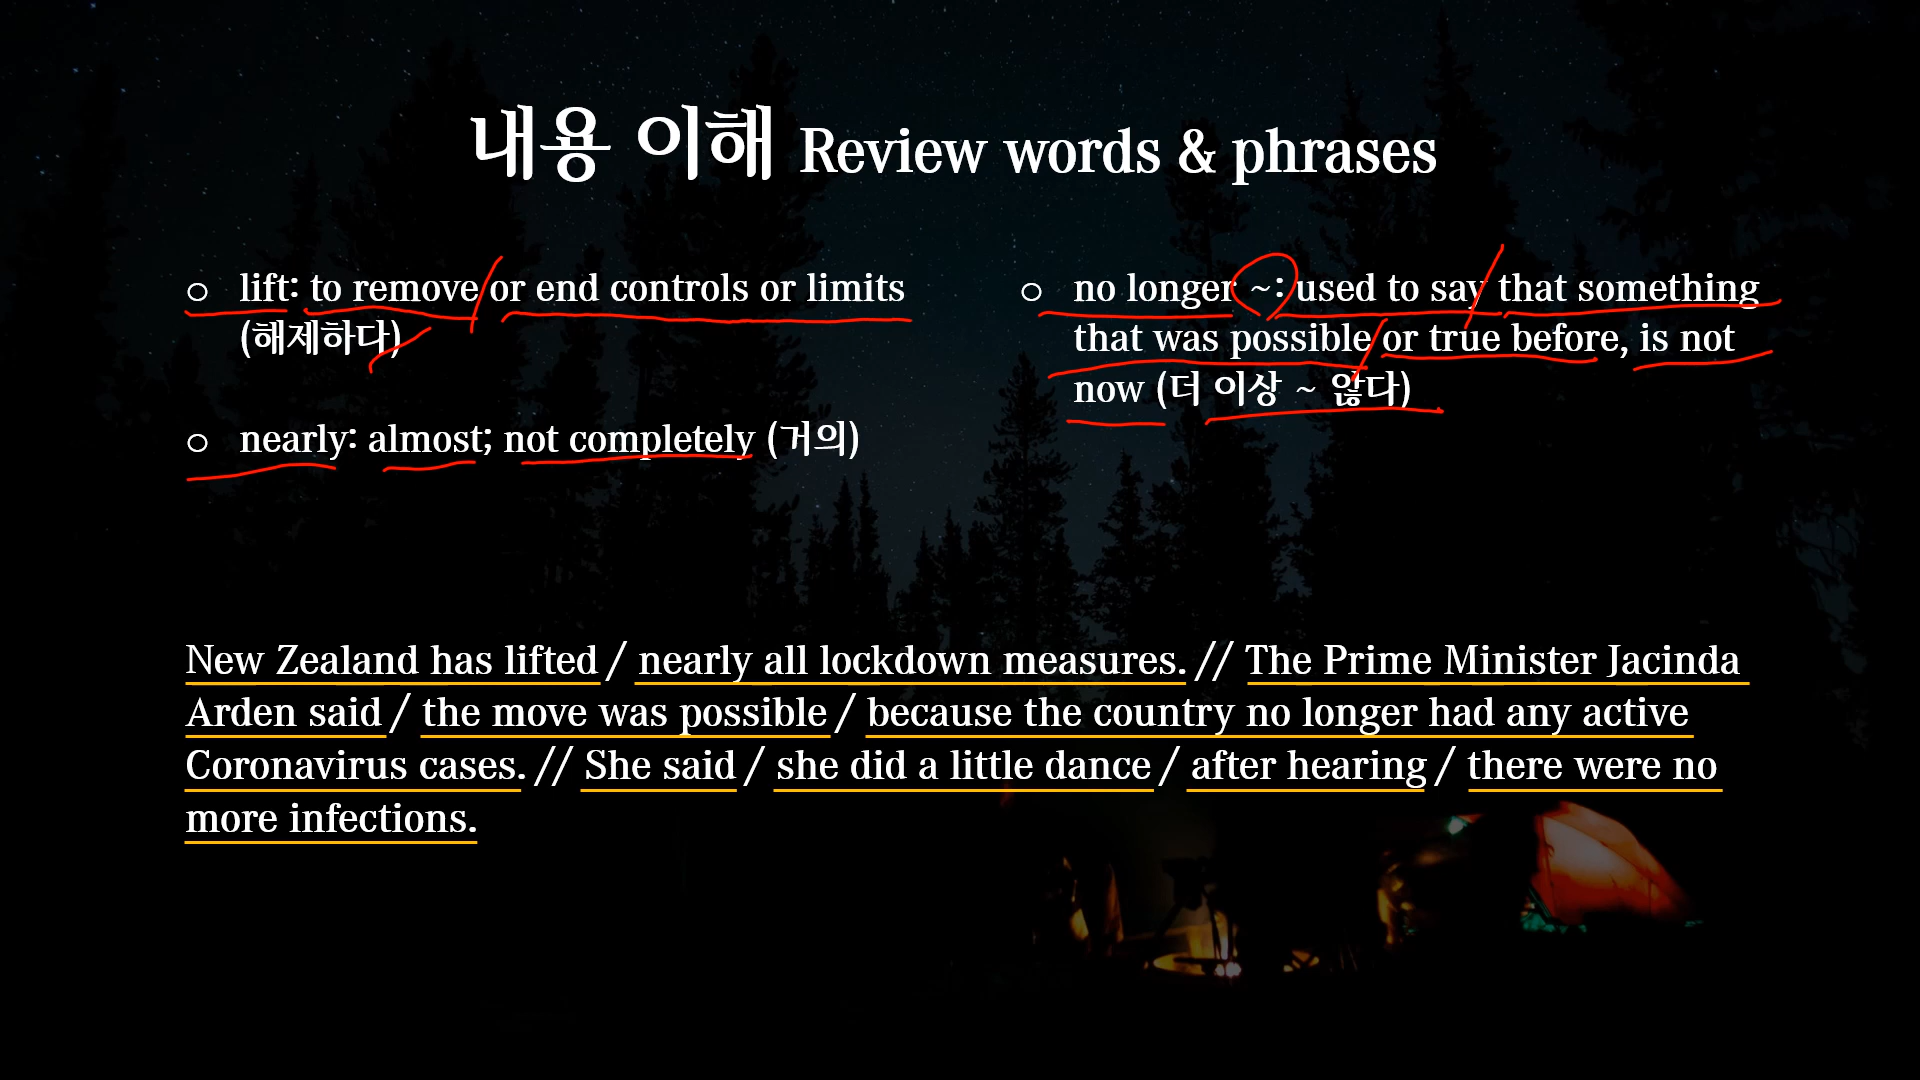 내용 이해 Review words & phrases
○ lift: to remove or end controls or limits
(해제하다)
○ nearly: almost; not completely (거의)
○ no longer ~: used to say that something
that was possible or true before, is not
now (더 이상 ~ 않다)
New Zealand has lifted / nearly all lockdown measures. // The Prime Minister Jacinda
Arden said / the move was possible / because the country no longer had any active
Coronavirus cases. // She said / she did a little dance / after hearing / there were no
more infections.